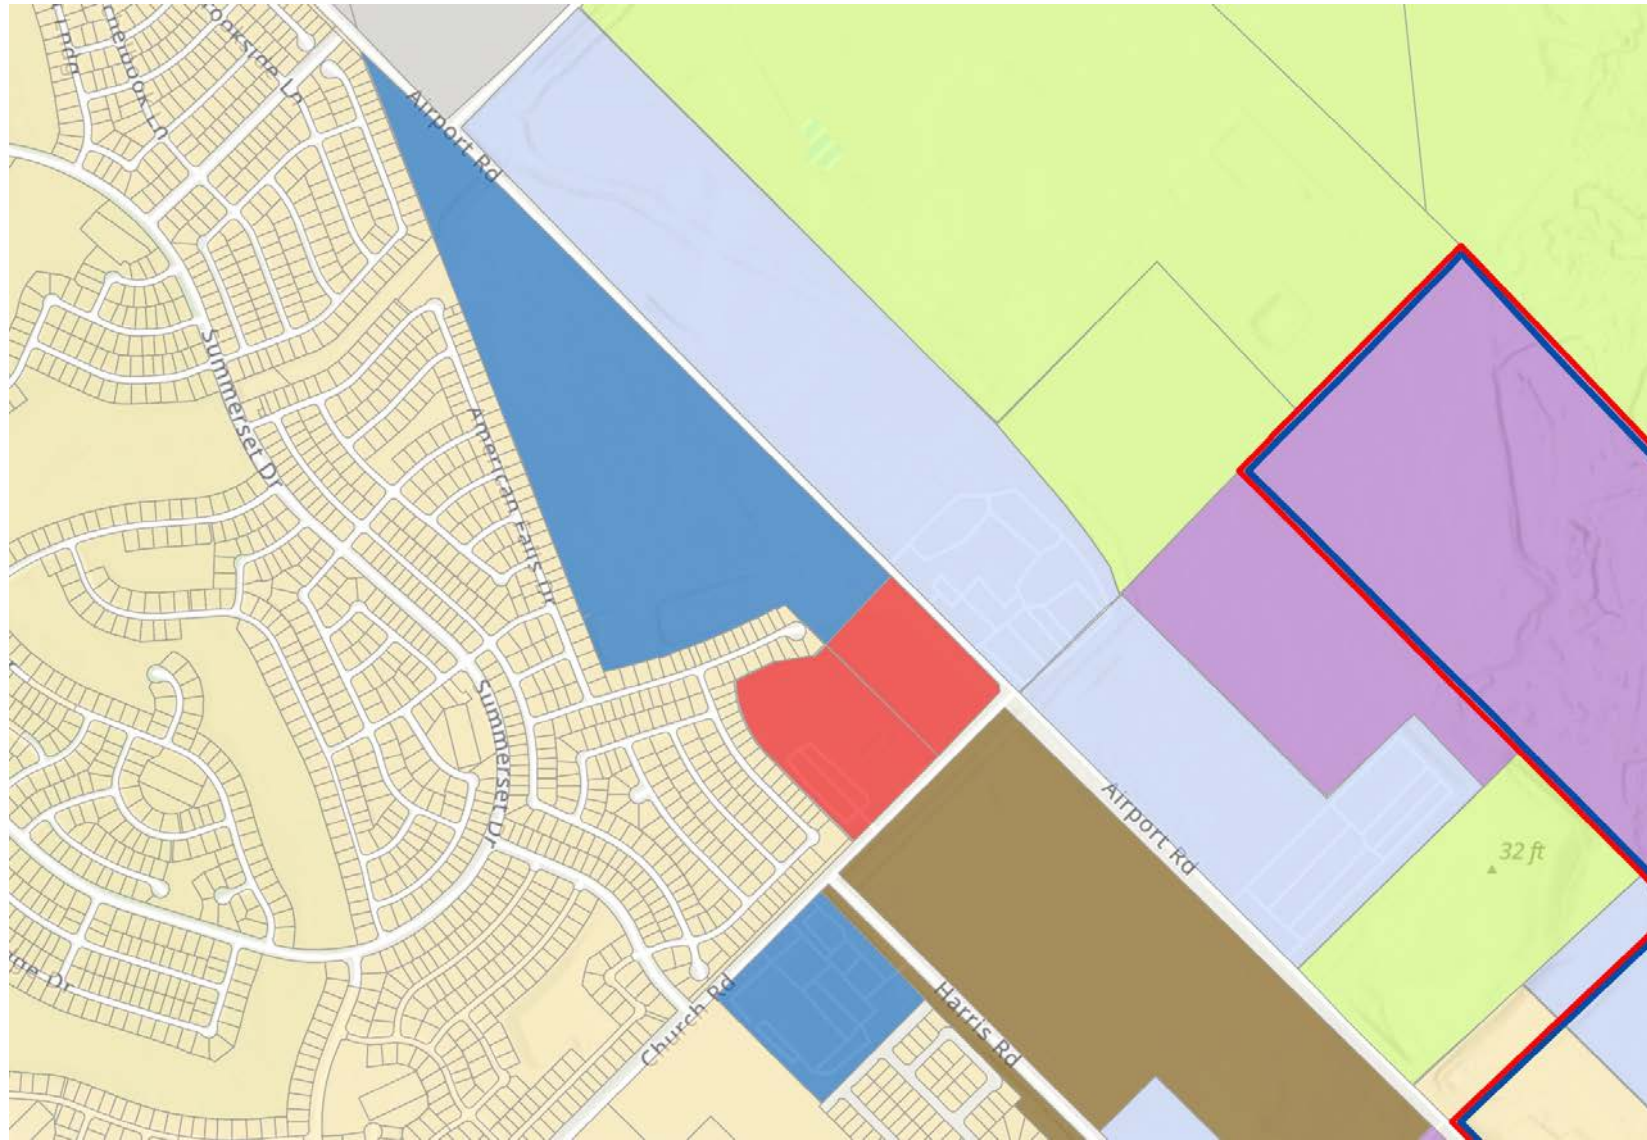 Airport Rd
Summerset Dr
American Falls Dr
Summerset Dr
Airport Rd
32 ft
Church Rd
Harris Rd